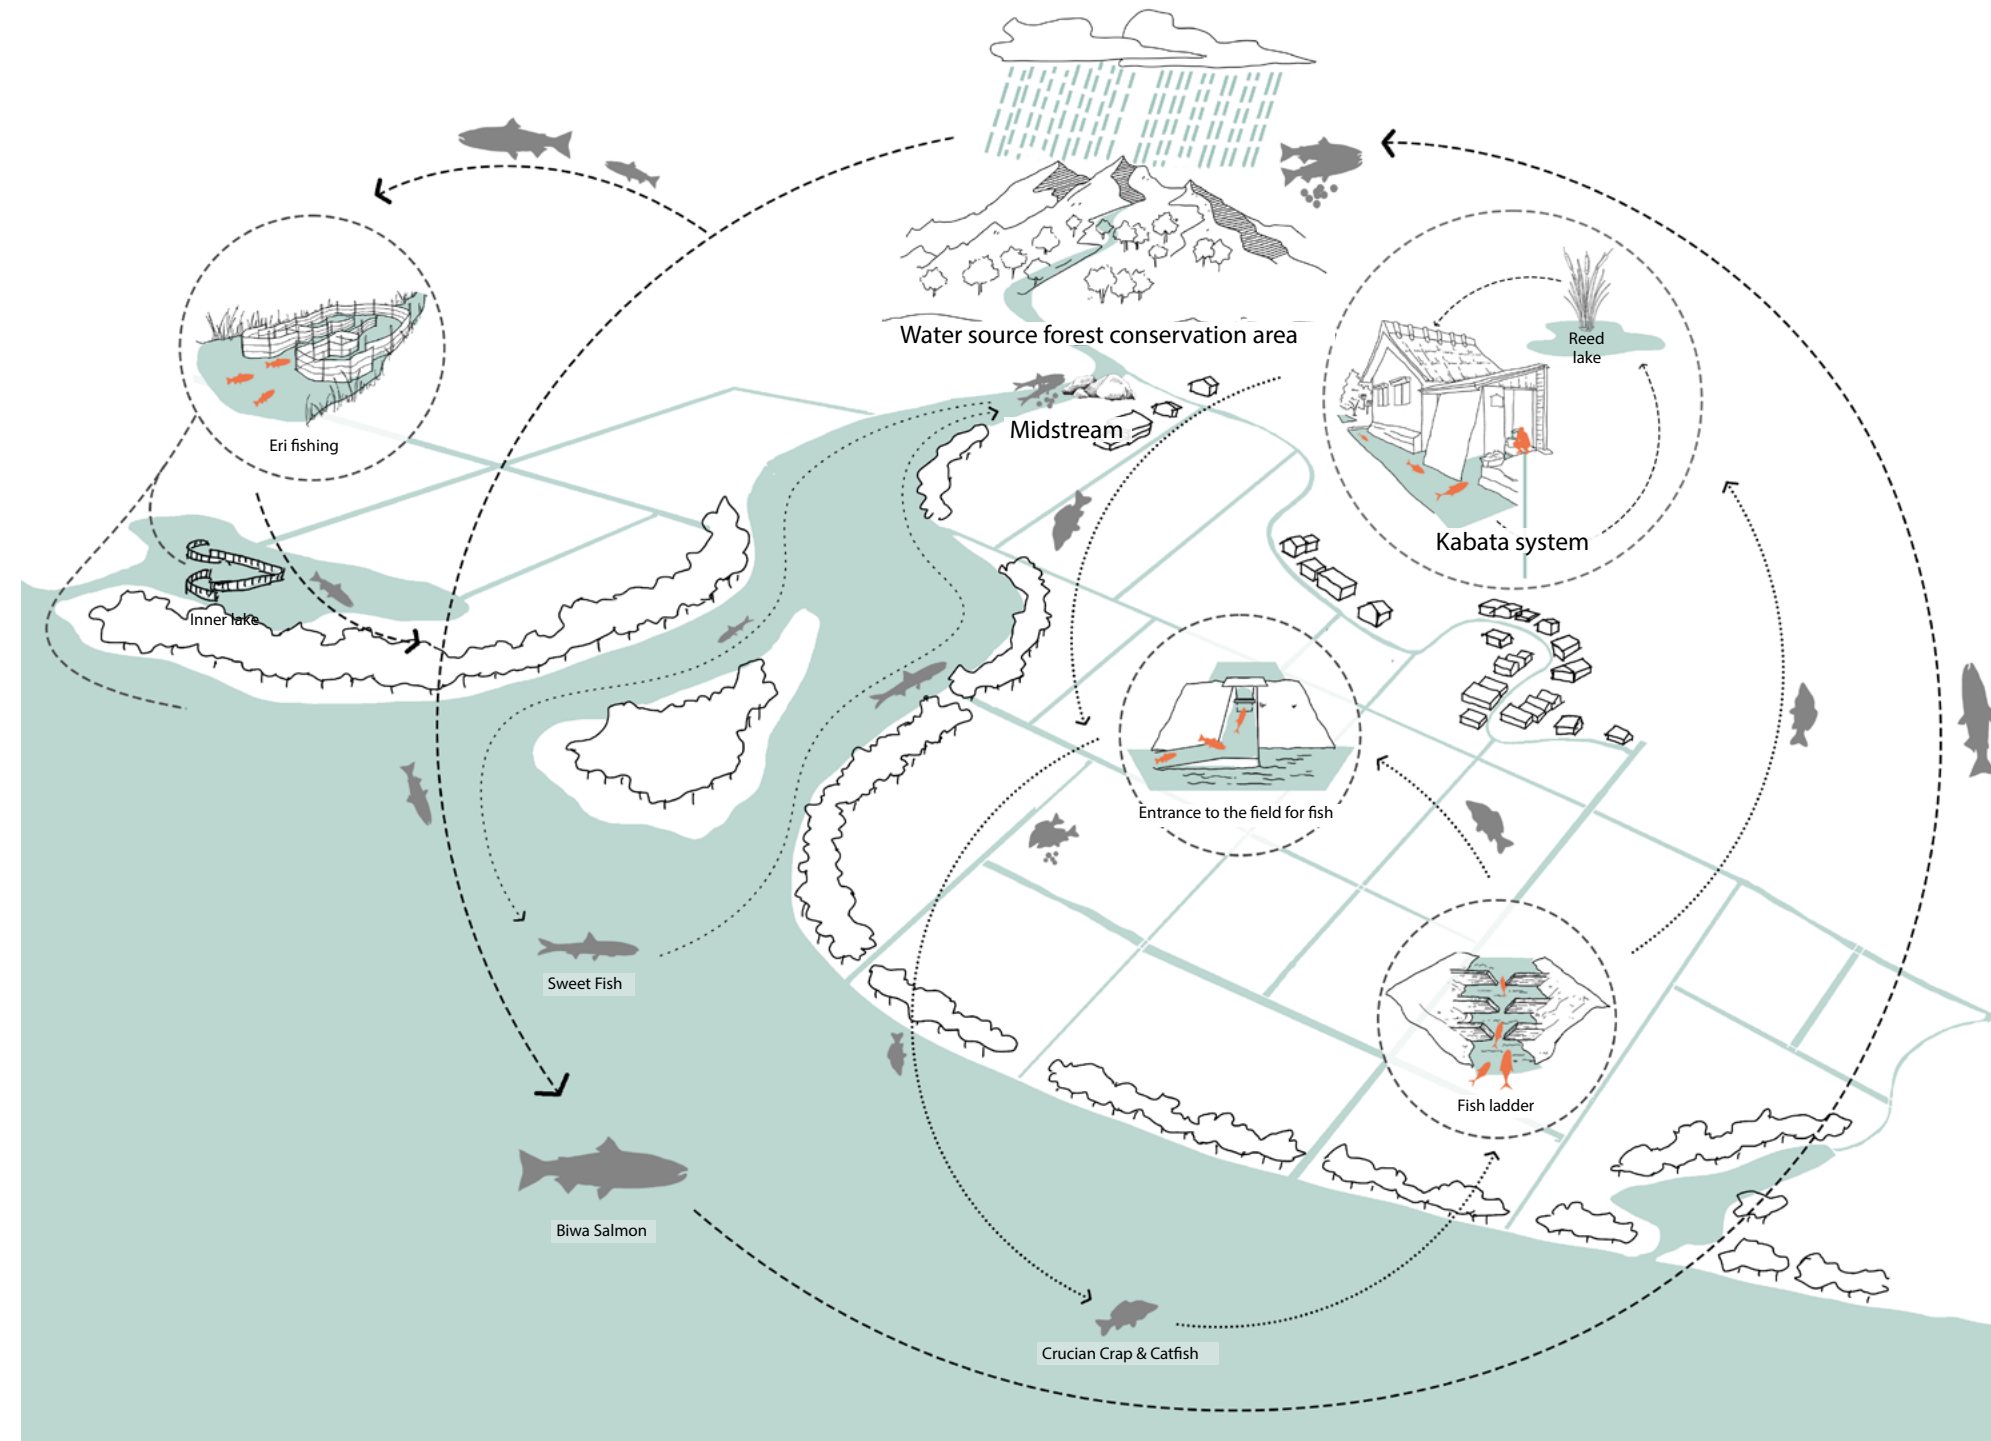 Water source forest conservation area
Reed
lake
Midstream
Eri fishing
Kabata system
Inner lake
Entrance to the field for fish
Sweet Fish
Fish ladder
Biwa Salmon
Crucian Crap & Catfish